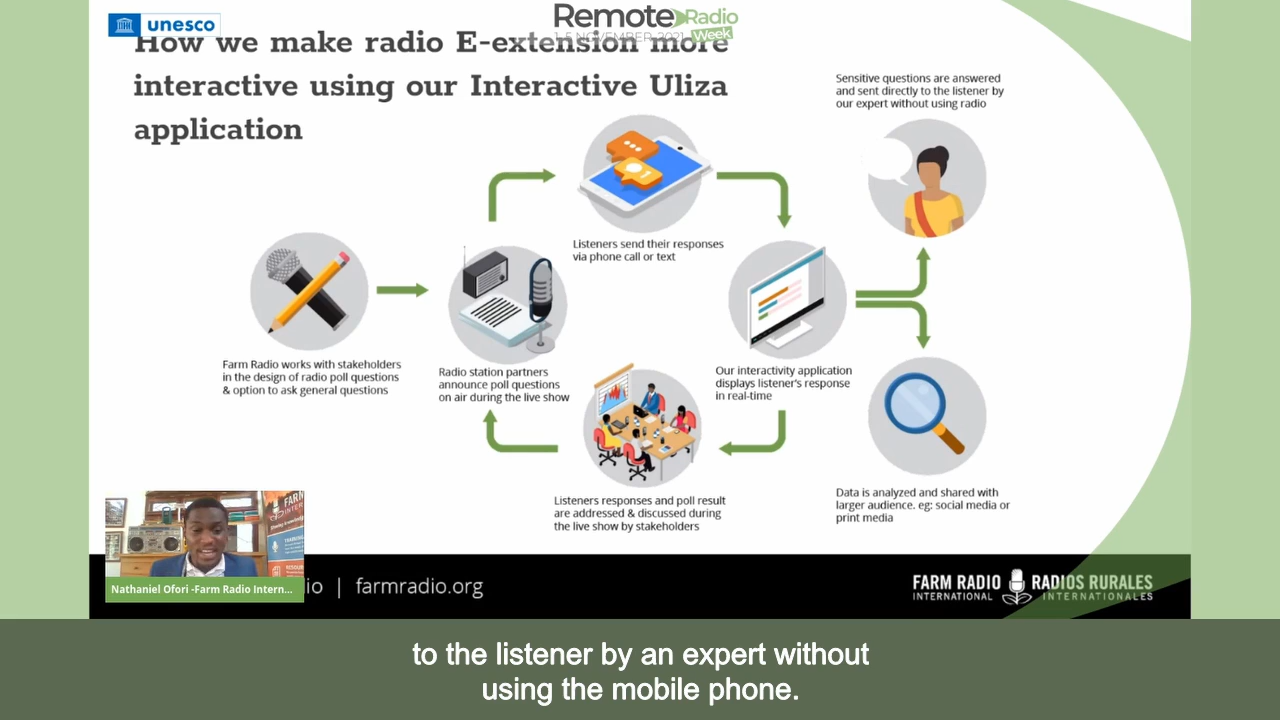 unesco
Remote Radio
Week
1-5 NOVEMBER 2021
How we make radio E-extension more
interactive using our Interactive Uliza
application
Sensitive questions are answered
and sent directly to the listener by
our expert without using radio
Listeners send their responses
via phone call or text
Farm Radio works with stakeholders
in the design of radio poll questions
& option to ask general questions
Radio station partners
announce poll questions
on air during the live show
Our interactivity application
displays listener's response
in real-time
Listeners responses and poll result
are addressed & discussed during
the live show by stakeholders
Data is analyzed and shared with
larger audience. eg: social media or
print media
FARM
Nathaniel Ofori -Farm Radio Intern...
| farmradio.org
FARM RADIO
INTERNATIONAL
RADIOS RURALES
INTERNATIONALES
to the listener by an expert without
using the mobile phone.